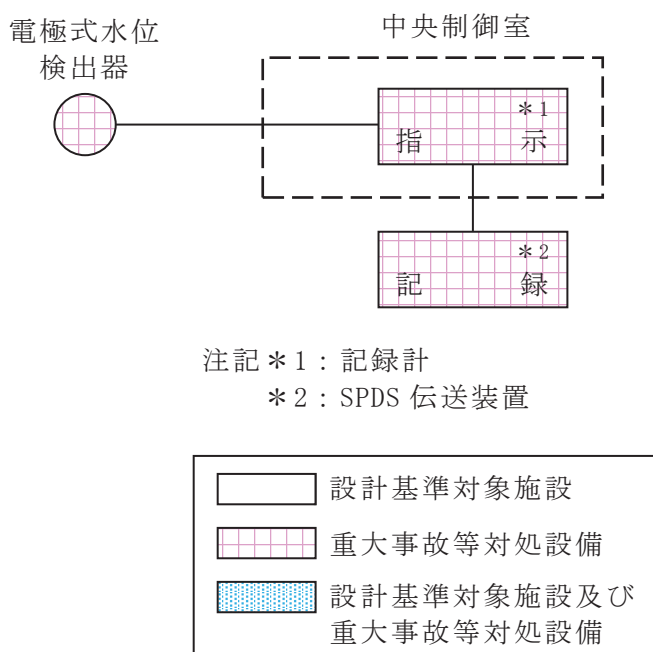 電極式水位
検出器
中央制御室
指 示 *1
記 録 *2
注記*1:記録計
*2:SPDS 伝送装置
設計基準対象施設
重大事故等対処設備
設計基準対象施設及び
重大事故等対処設備